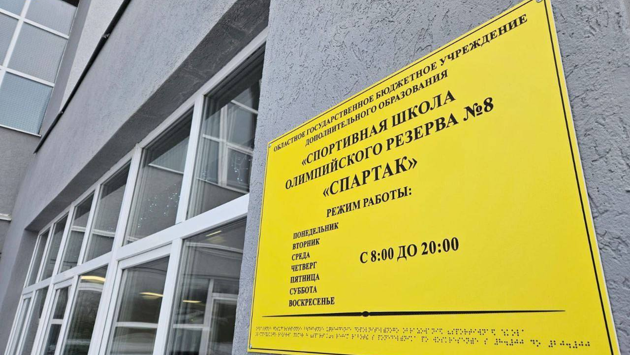 ОБЛАСТНОЕ ГОСУДАРСТВЕННОЕ БЮДЖЕТНОЕ УЧРЕЖДЕНИЕ
ДОПОЛНИТЕЛЬНОГО ОБРАЗОВАНИЯ
«СПОРТИВНАЯ ШКОЛА
ОЛИМПИЙСКОГО РЕЗЕРВА №8
«СПАРТАК»
РЕЖИМ РАБОТЫ:
ПОНЕДЕЛЬНИК
ВТОРНИК
СРЕДА
ЧЕТВЕРГ
ПЯТНИЦА
СУББОТА
ВОСКРЕСЕНЬЕ
С 8:00 ДО 20:00